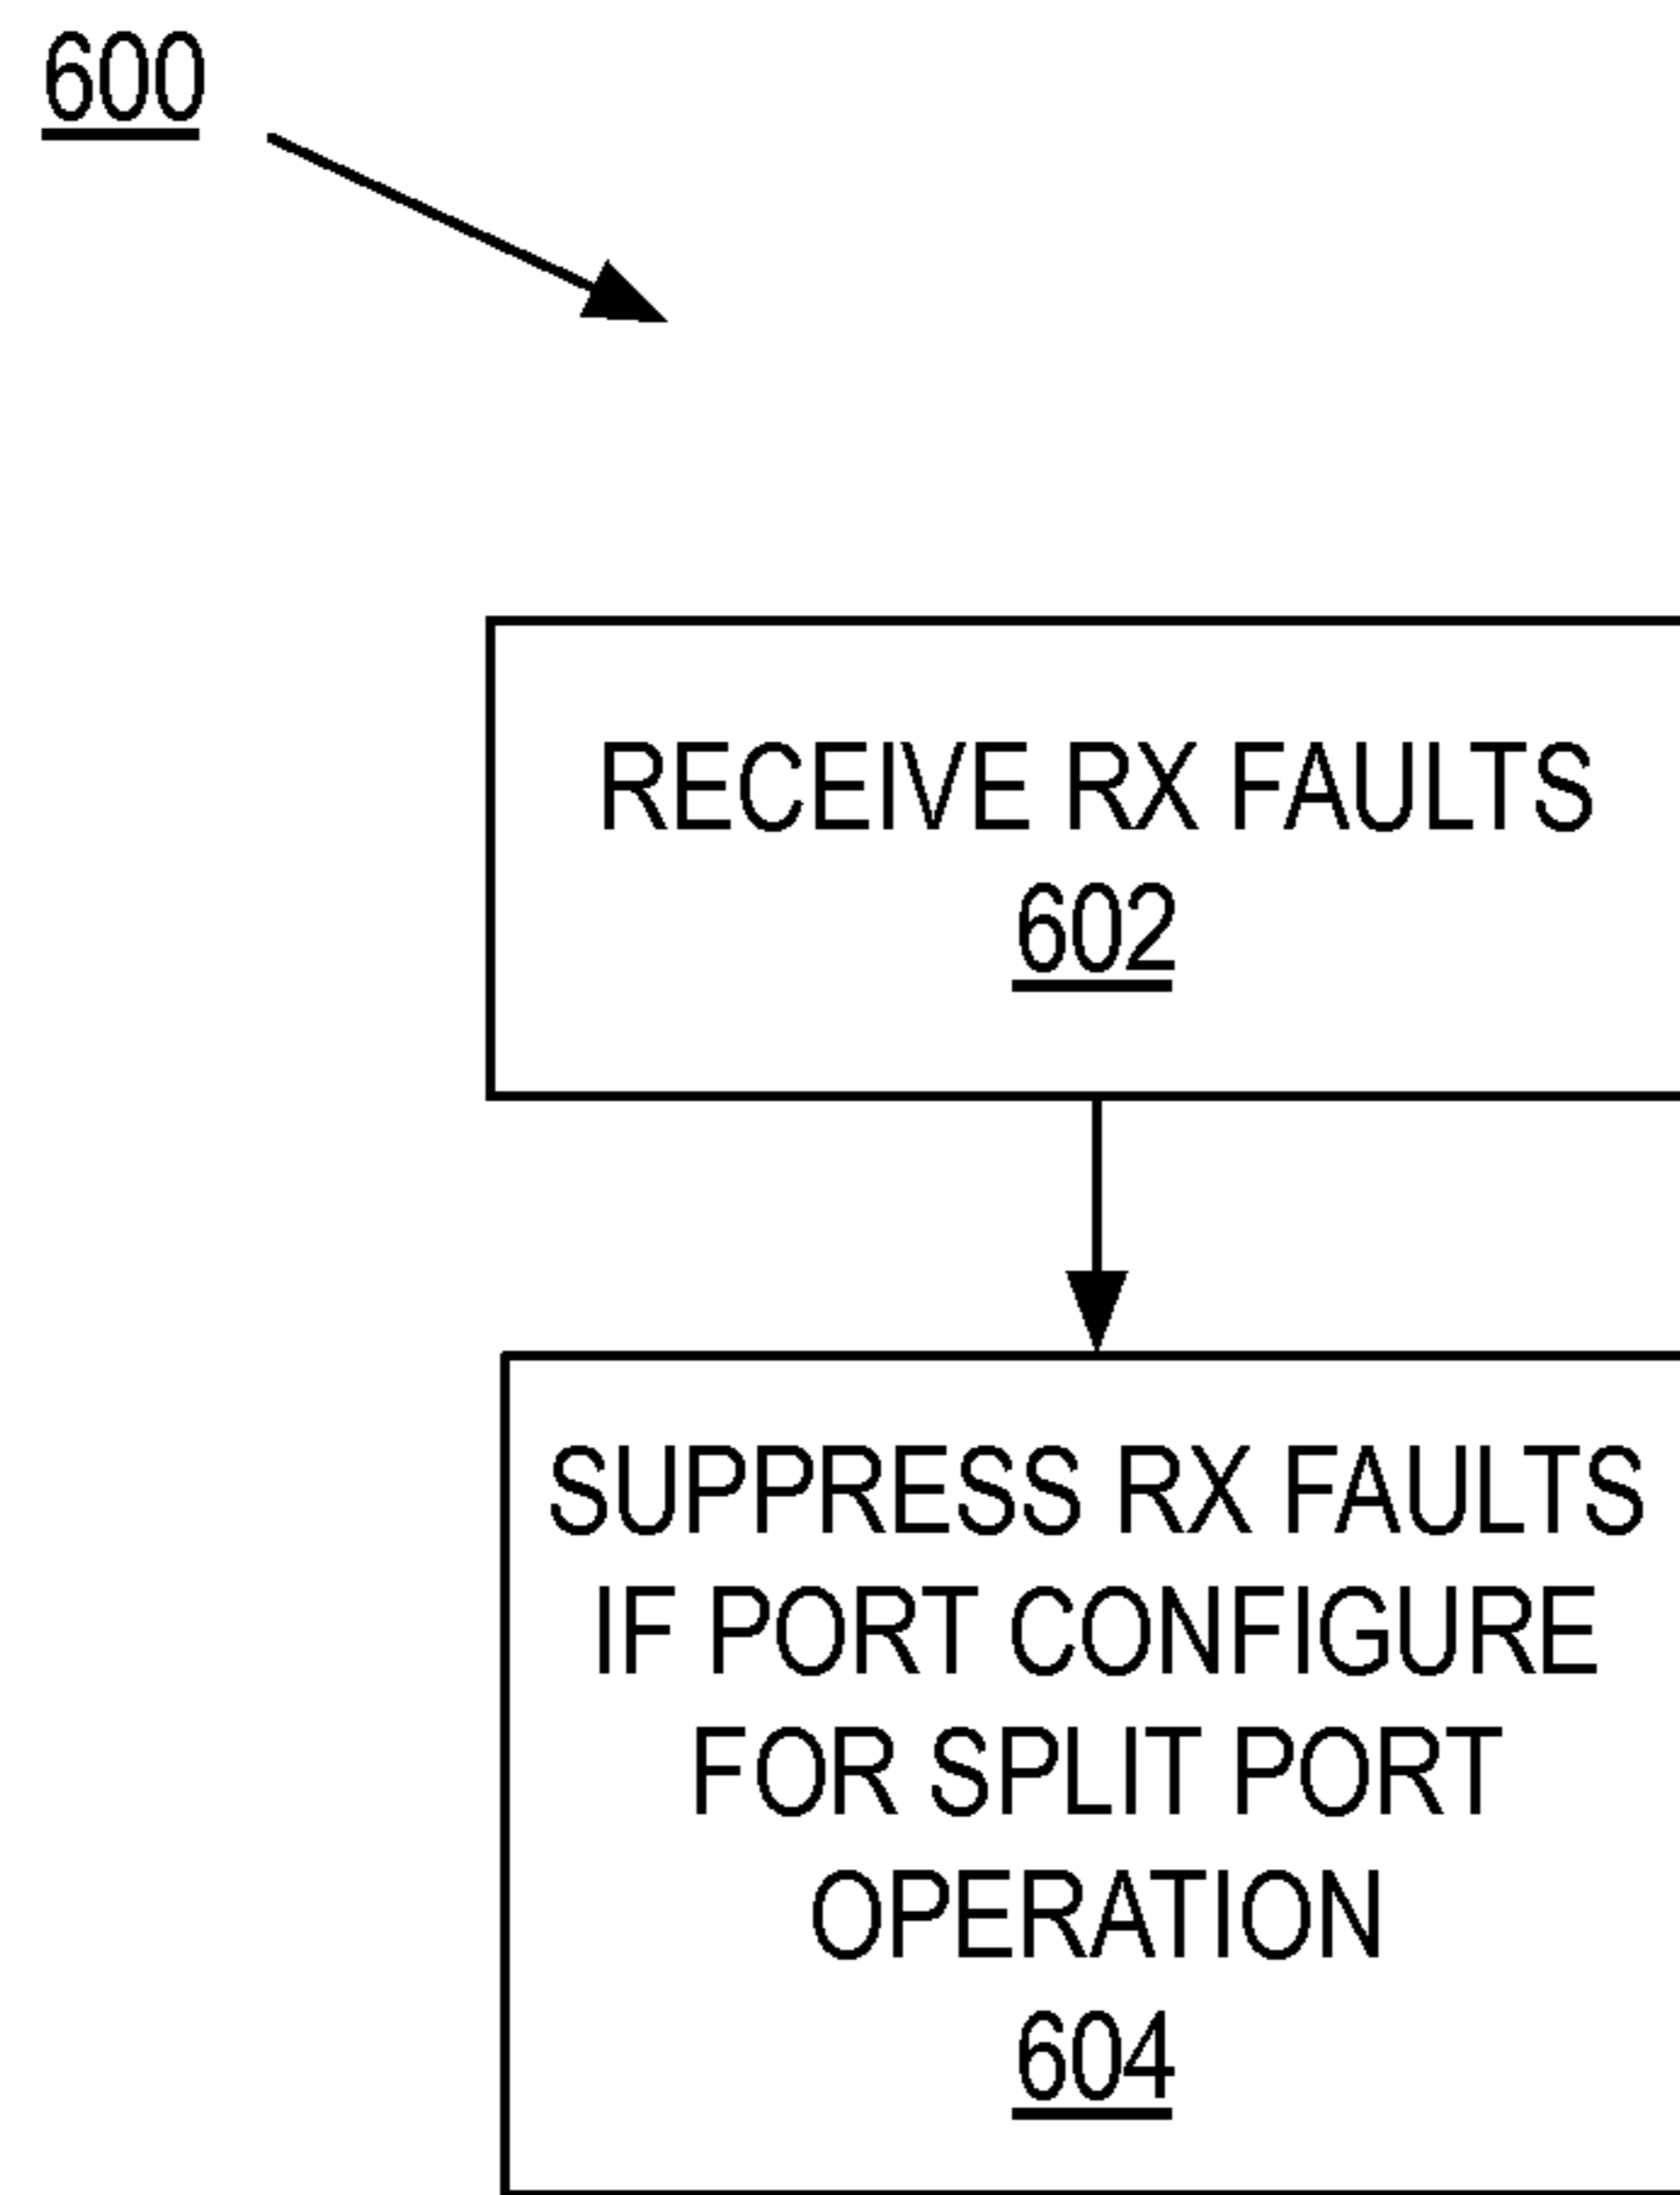 600
RECEIVE RX FAULTS
602
SUPPRESS RX FAULTS
IF PORT CONFIGURE
FOR SPLIT PORT
OPERATION
604